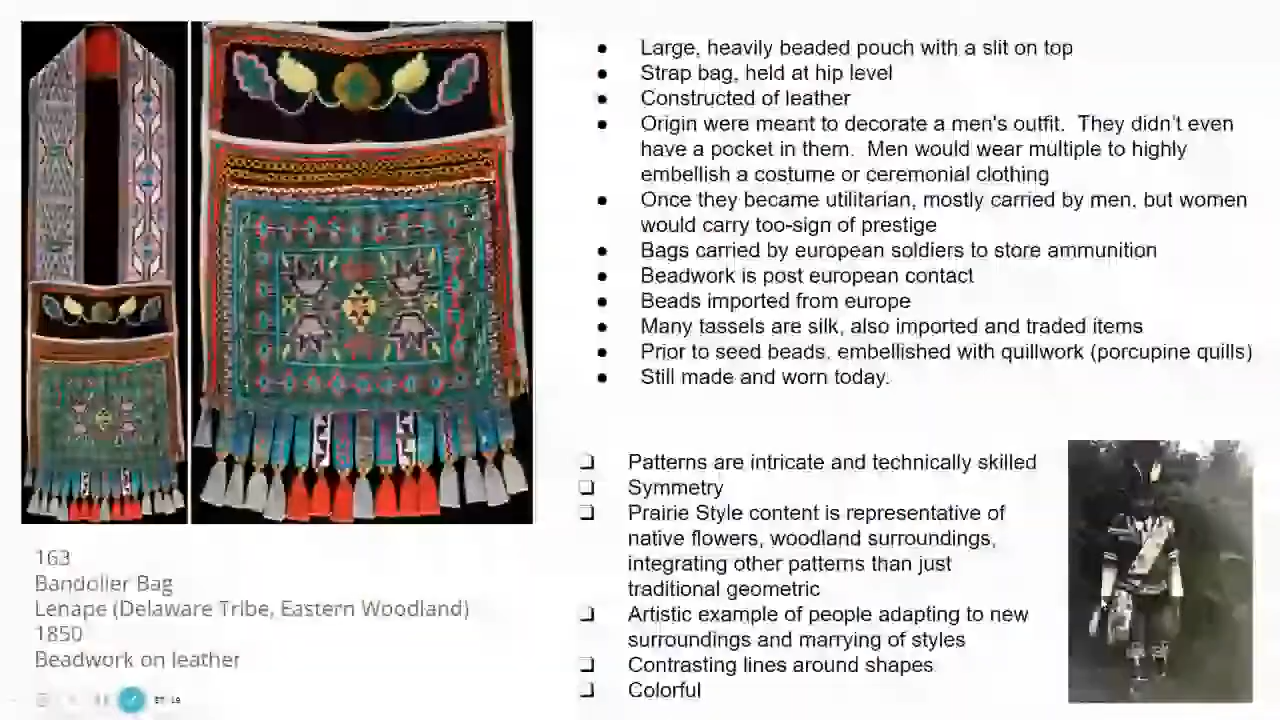 ● Large, heavily beaded pouch with a slit on top
● Strap bag, held at hip level
● Constructed of leather
● Origin were meant to decorate a men's outfit. They didn't even
have a pocket in them. Men would wear multiple to highly
embellish a costume or ceremonial clothing
● Once they became utilitarian, mostly carried by men, but women
would carry too-sign of prestige
● Bags carried by european soldiers to store ammunition
● Beadwork is post european contact
● Beads imported from europe
● Many tassels are silk, also imported and traded items
● Prior to seed beads, embellished with quillwork (porcupine quills)
● Still made and worn today.
❏ Patterns are intricate and technically skilled
❏ Symmetry
❏ Prairie Style content is representative of
native flowers, woodland surroundings,
integrating other patterns than just
traditional geometric
❏ Artistic example of people adapting to new
surroundings and marrying of styles
❏ Contrasting lines around shapes
❏ Colorful
163
Bandolier Bag
Lenape (Delaware Tribe, Eastern Woodland)
1850
Beadwork on leather